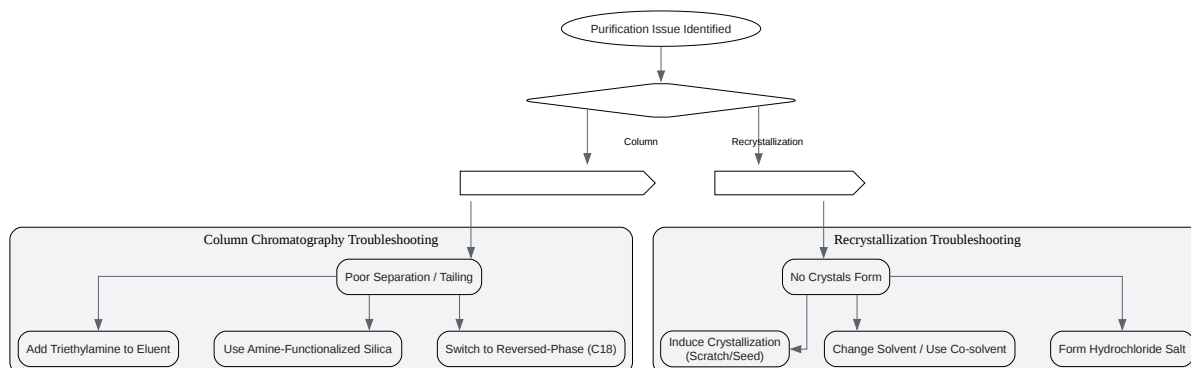 Purification Issue Identified
Column
Recrystallization
Column Chromatography Troubleshooting
Recrystallization Troubleshooting
Poor Separation / Tailing
No Crystals Form
Add Triethylamine to Eluent
Use Amine-Functionalized Silica
Switch to Reversed-Phase (C18)
Induce Crystallization
(Scratch/Seed)
Change Solvent / Use Co-solvent
Form Hydrochloride Salt